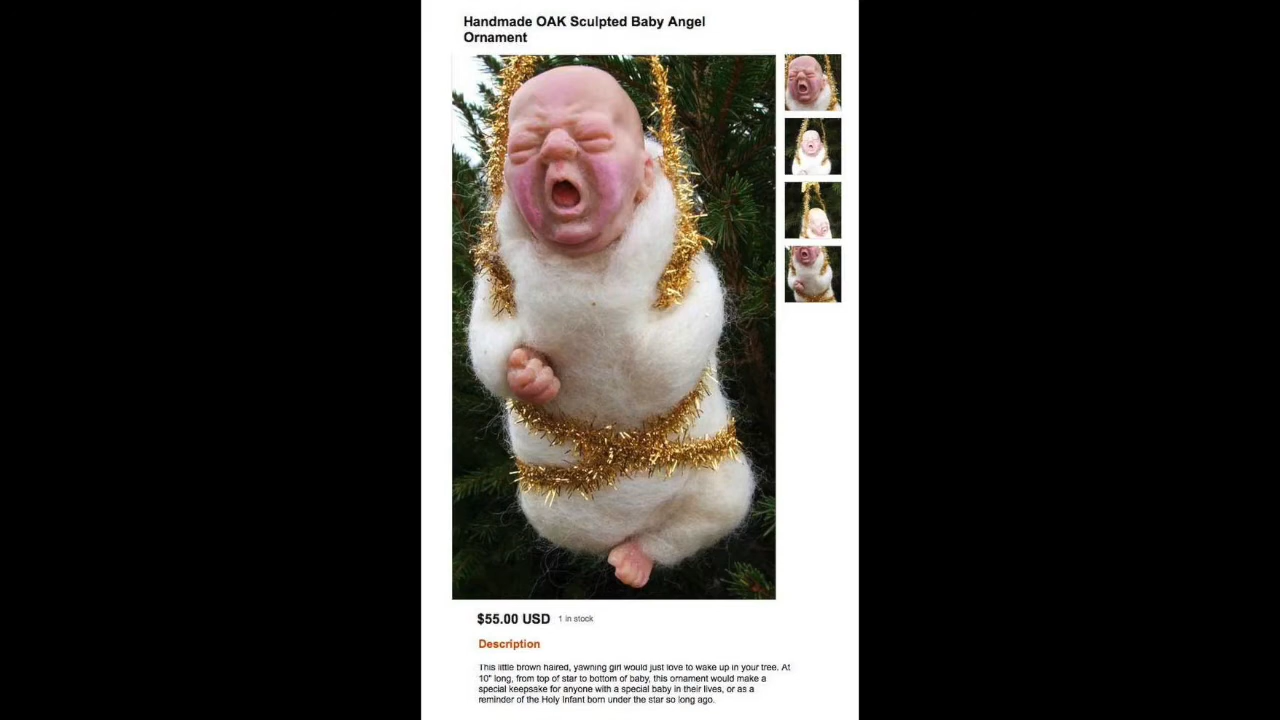 Handmade OAK Sculpted Baby Angel
Ornament
$55.00 USD 1 in stock
Description
This little brown haired, yawning girl would just love to wake up in your tree. At
10" long, from top of star to bottom of baby, this ornament would make a
special keepsake for anyone with a special baby in their lives, or as a
reminder of the Holy Infant born under the star so long ago.